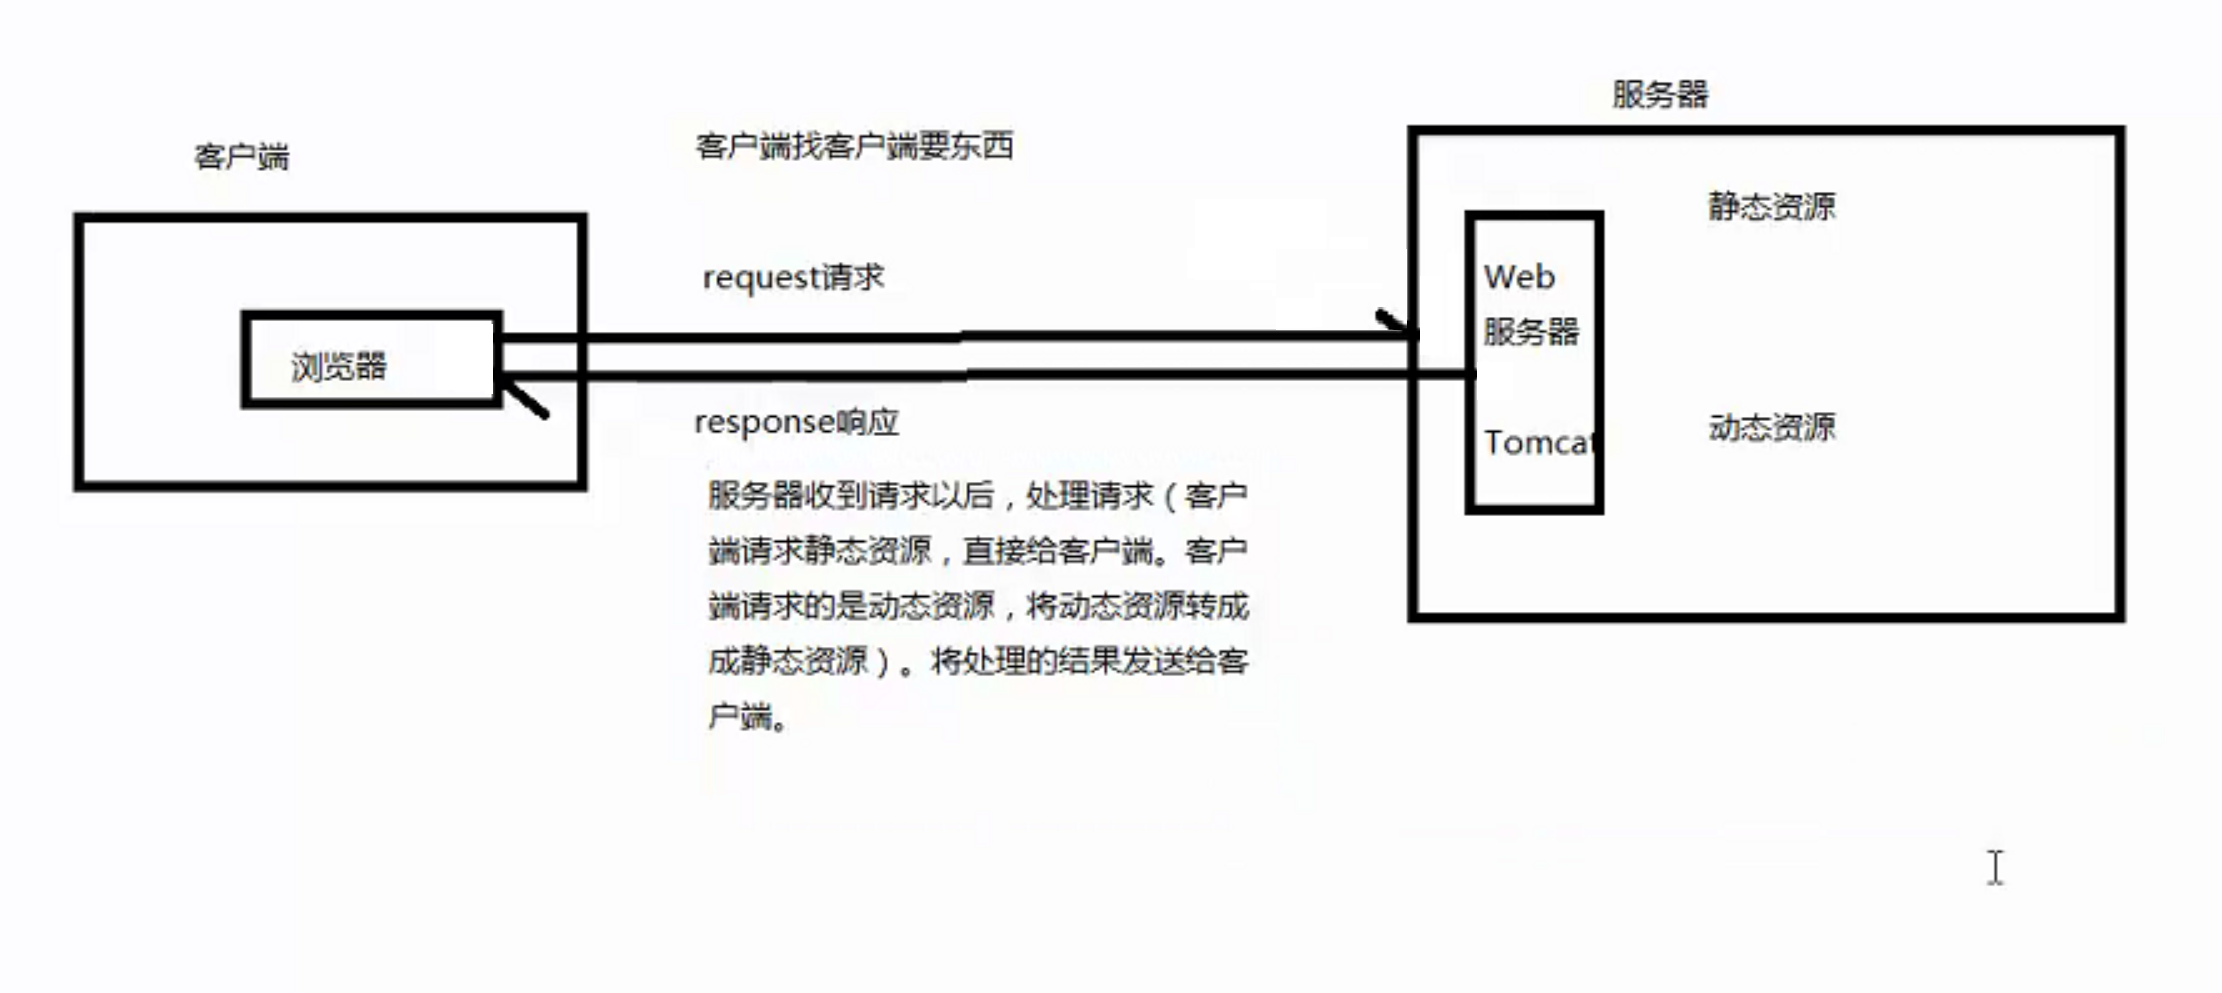 服务器
客户端
客户端找客户端要东西
静态资源
request请求
Web
服务器
浏览器
response响应
Tomcat
动态资源
服务器收到请求以后，处理请求（客户
端请求静态资源，直接给客户端。客户
端请求的是动态资源，将动态资源转成
成静态资源）。将处理的结果发送给客
户端。